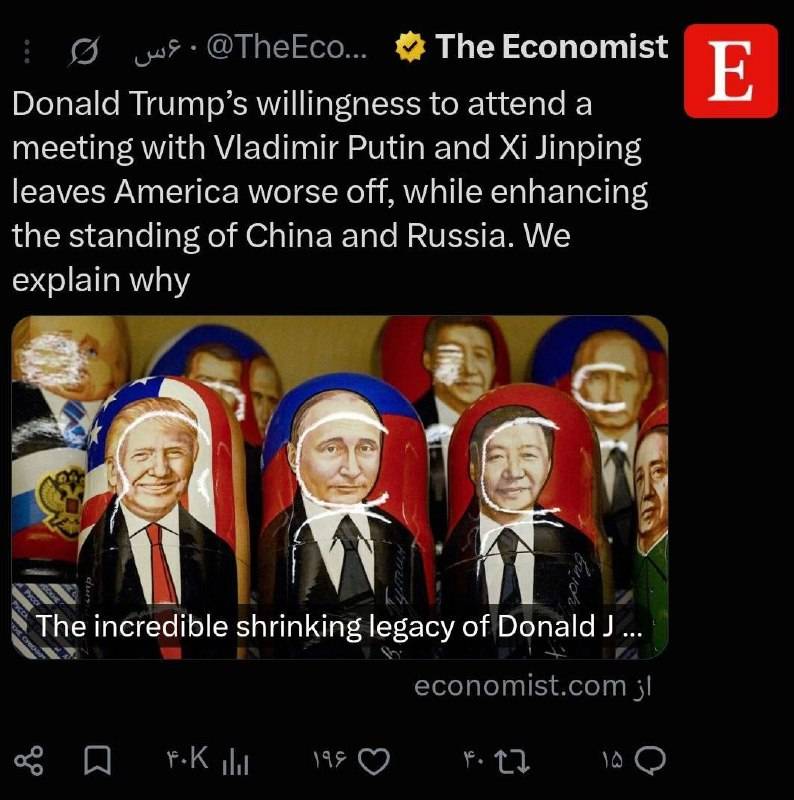 The Economist @TheEco... · ۶س
E
Donald Trump's willingness to attend a
meeting with Vladimir Putin and Xi Jinping
leaves America worse off, while enhancing
the standing of China and Russia. We
explain why
The incredible shrinking legacy of Donald J ...
از economist.com
۱۵ ۴۰ ۱۹۶ ۴۰K